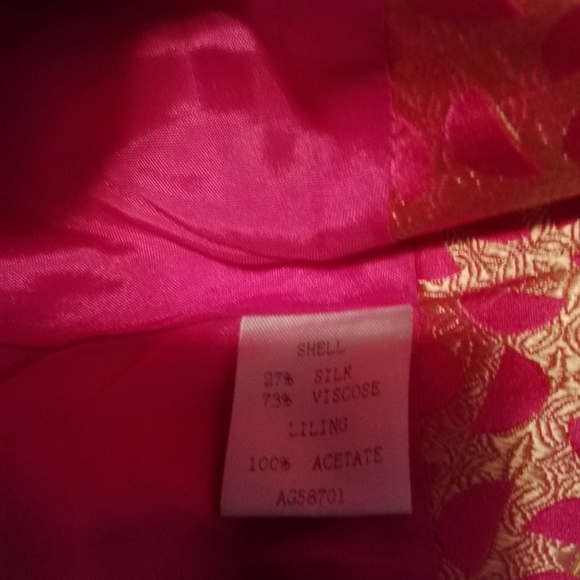 SHELL
27% SILK
73% VISCOSE
LILING
100% ACETATE
AG58701